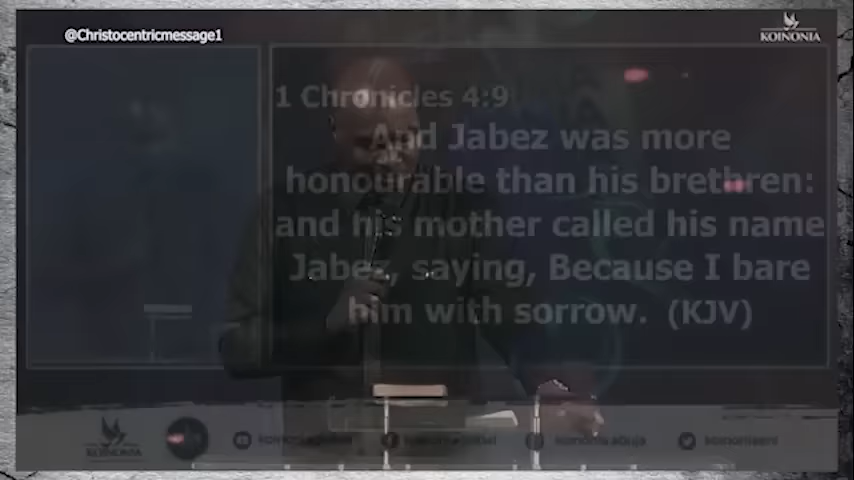 @Christocentricmessage1
KOINONIA
1 Chronicles 4:9
And Jabez was more
honourable than his brethren:
and his mother called his name
Jabez, saying, Because I bare
him with sorrow. (KJV)
KOINONIA